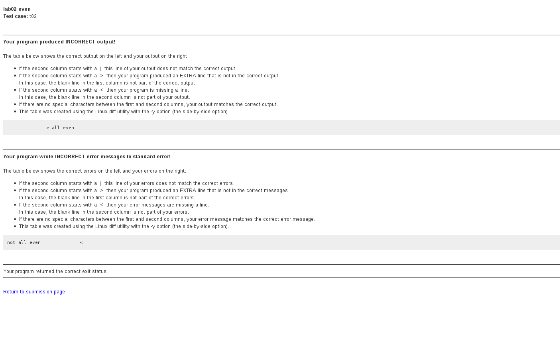 lab02 even
Test case: t02
Your program produced INCORRECT output!
The table below shows the correct output on the left and your output on the right.
If the second column starts with a | this line of your output does not match the correct output.
If the second column starts with a > then your program produced an EXTRA line that is not in the correct output.
In this case, the blank line in the first column is not part of the correct output.
If the second column starts with a < then your program is missing a line.
In this case, the blank line in the second column is not part of your output.
If there are no special characters between the first and second columns, your output matches the correct output.
This table was created using the Linux diff utility with the -y option (the side-by-side option)
> all even
Your program wrote INCORRECT error messages to standard error!
The table below shows the correct errors on the left and your errors on the right.
If the second column starts with a | this line of your errors does not match the correct errors.
If the second column starts with a > then your program produced an EXTRA line that is not in the correct errors.
In this case, the blank line in the first column is not part of the correct errors.
If the second column starts with a < then your error messages are missing a line.
In this case, the blank line in the second column is not part of your errors.
If there are no special characters between the first and second columns, your error message matches the correct error message.
This table was created using the Linux diff utility with the -y option (the side-by-side option).
not all even <
Your program returned the correct exit status.
Return to submission page